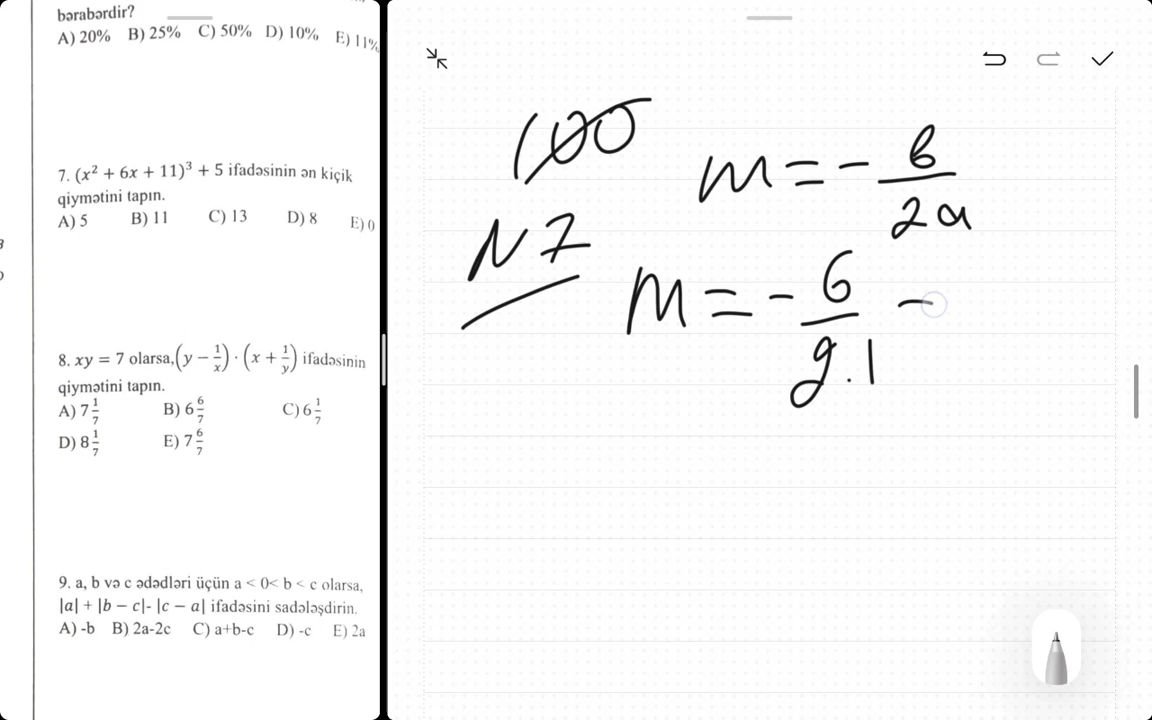 bərabərdir?
A) 20% B) 25% C) 50% D) 10% E) 11%
7. (x² + 6x + 11)³ + 5 ifadəsinin ən kiçik
qiymətini tapın.
A) 5 B) 11 C) 13 D) 8 E) 0
8. xy = 7 olarsa,(y − 1/x) · (x + 1/y) ifadəsinin
qiymətini tapın.
A) 7 1/7 B) 6 6/7 C) 6 1/7
D) 8 1/7 E) 7 6/7
9. a, b və c ədədləri üçün a < 0< b < c olarsa,
|a| + |b − c|- |c − a| ifadəsini sadələşdirin.
A) -b B) 2a-2c C) a+b-c D) -c E) 2a
100
m = - b/2a
N 7
m = - 6/2.1 -